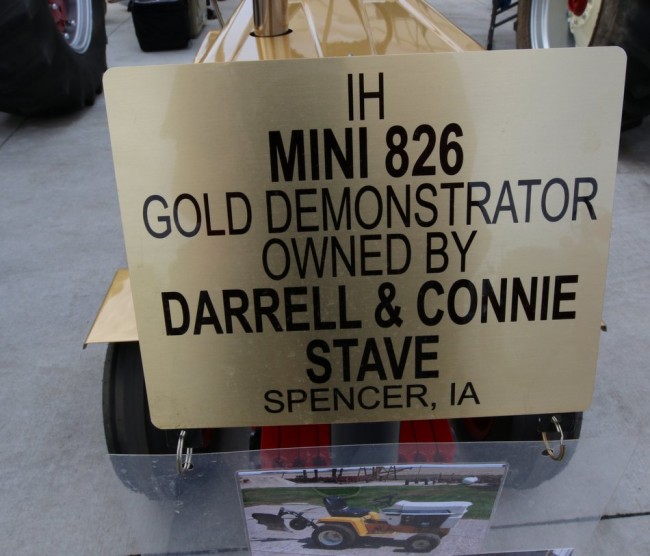 IH
MINI 826
GOLD DEMONSTRATOR
OWNED BY
DARRELL & CONNIE
STAVE
SPENCER, IA